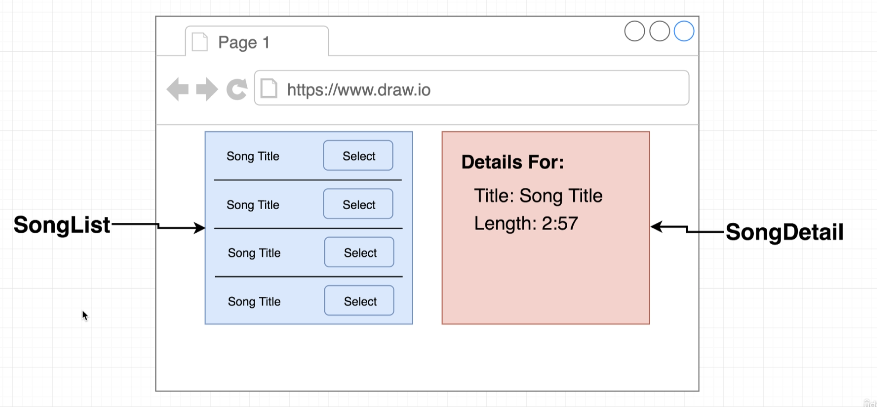 Page 1
https://www.draw.io
Song Title Select
Song Title Select
Song Title Select
Song Title Select
Details For:
Title: Song Title
Length: 2:57
SongList
SongDetail